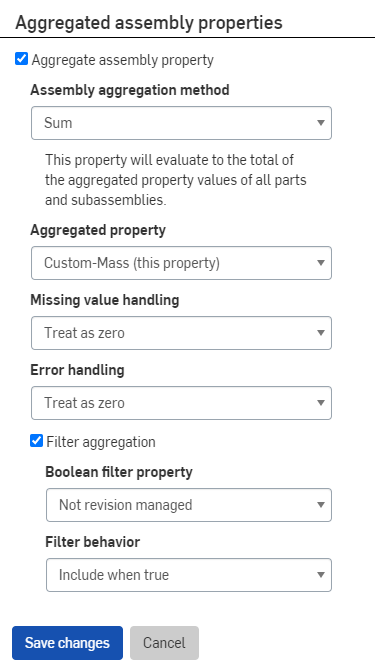 Aggregated assembly properties
Aggregate assembly property
Assembly aggregation method
Sum
This property will evaluate to the total of
the aggregated property values of all parts
and subassemblies.
Aggregated property
Custom-Mass (this property)
Missing value handling
Treat as zero
Error handling
Treat as zero
Filter aggregation
Boolean filter property
Not revision managed
Filter behavior
Include when true
Save changes
Cancel